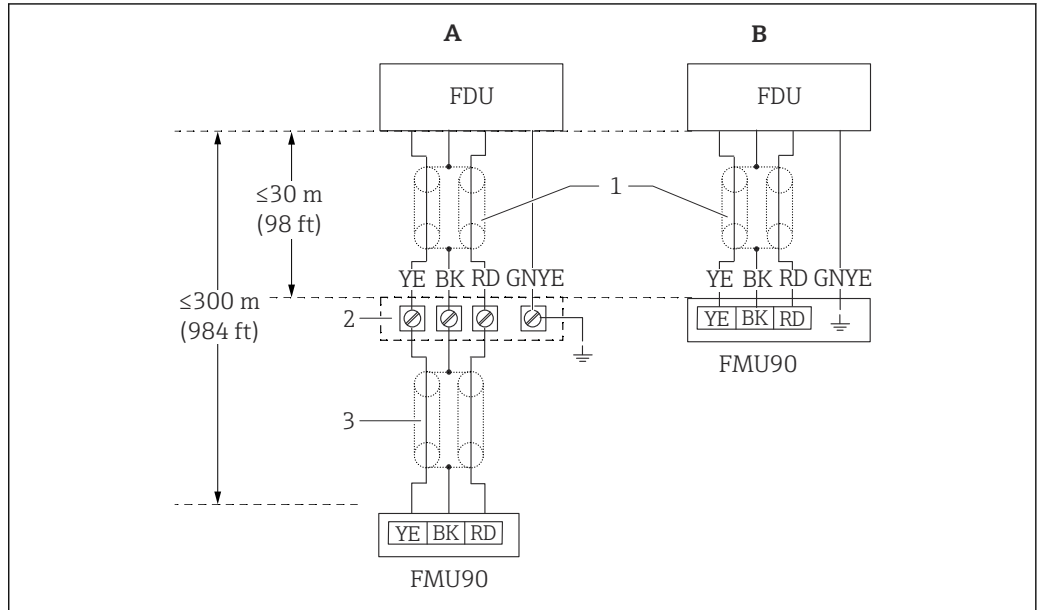 A B
FDU FDU
≤30 m
(98 ft)
1
YE BK RD GNYE YE BK RD GNYE
≤300 m
(984 ft)
2
YE BK RD
FMU90
3
YE BK RD
FMU90